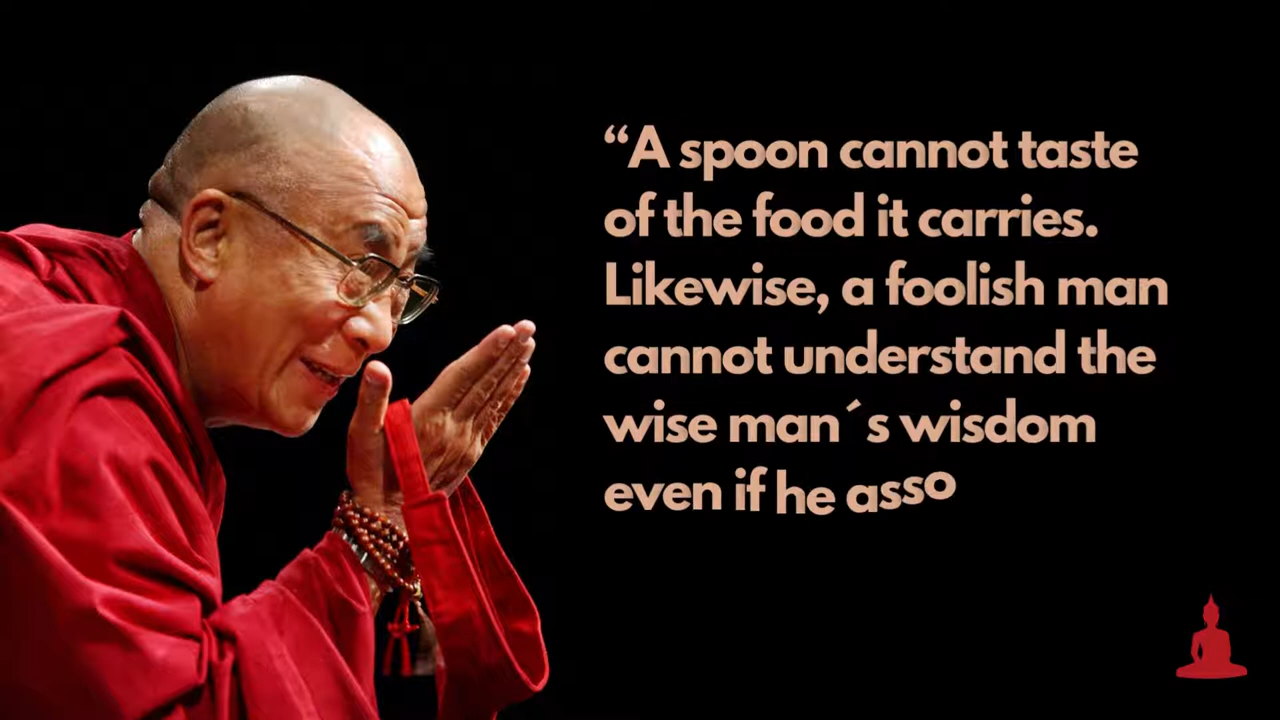 “A spoon cannot taste
of the food it carries.
Likewise, a foolish man
cannot understand the
wise man´s wisdom
even if he asso